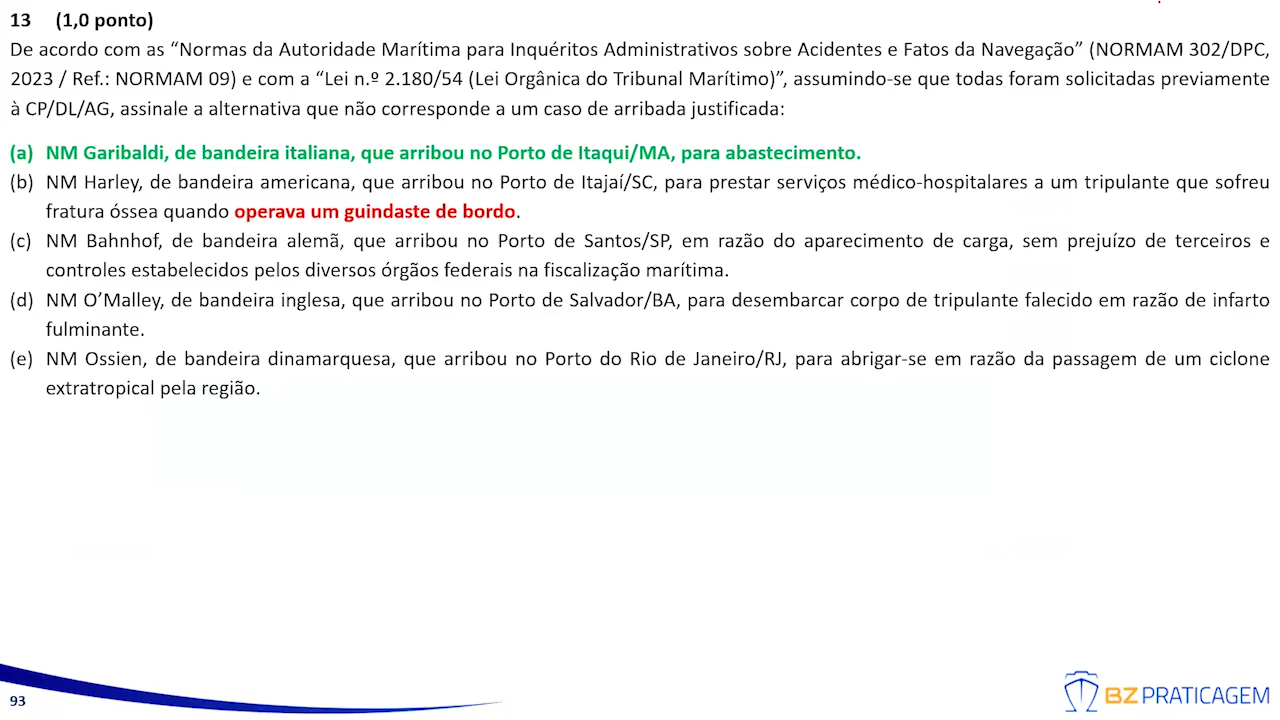 13 (1,0 ponto)
De acordo com as “Normas da Autoridade Marítima para Inquéritos Administrativos sobre Acidentes e Fatos da Navegação” (NORMAM 302/DPC,
2023 / Ref.: NORMAM 09) e com a “Lei n.º 2.180/54 (Lei Orgânica do Tribunal Marítimo)”, assumindo-se que todas foram solicitadas previamente
à CP/DL/AG, assinale a alternativa que não corresponde a um caso de arribada justificada:
(a) NM Garibaldi, de bandeira italiana, que arribou no Porto de Itaqui/MA, para abastecimento.
(b) NM Harley, de bandeira americana, que arribou no Porto de Itajaí/SC, para prestar serviços médico-hospitalares a um tripulante que sofreu
fratura óssea quando operava um guindaste de bordo.
(c) NM Bahnhof, de bandeira alemã, que arribou no Porto de Santos/SP, em razão do aparecimento de carga, sem prejuízo de terceiros e
controles estabelecidos pelos diversos órgãos federais na fiscalização marítima.
(d) NM O’Malley, de bandeira inglesa, que arribou no Porto de Salvador/BA, para desembarcar corpo de tripulante falecido em razão de infarto
fulminante.
(e) NM Ossien, de bandeira dinamarquesa, que arribou no Porto do Rio de Janeiro/RJ, para abrigar-se em razão da passagem de um ciclone
extratropical pela região.
93
BZ PRATICAGEM